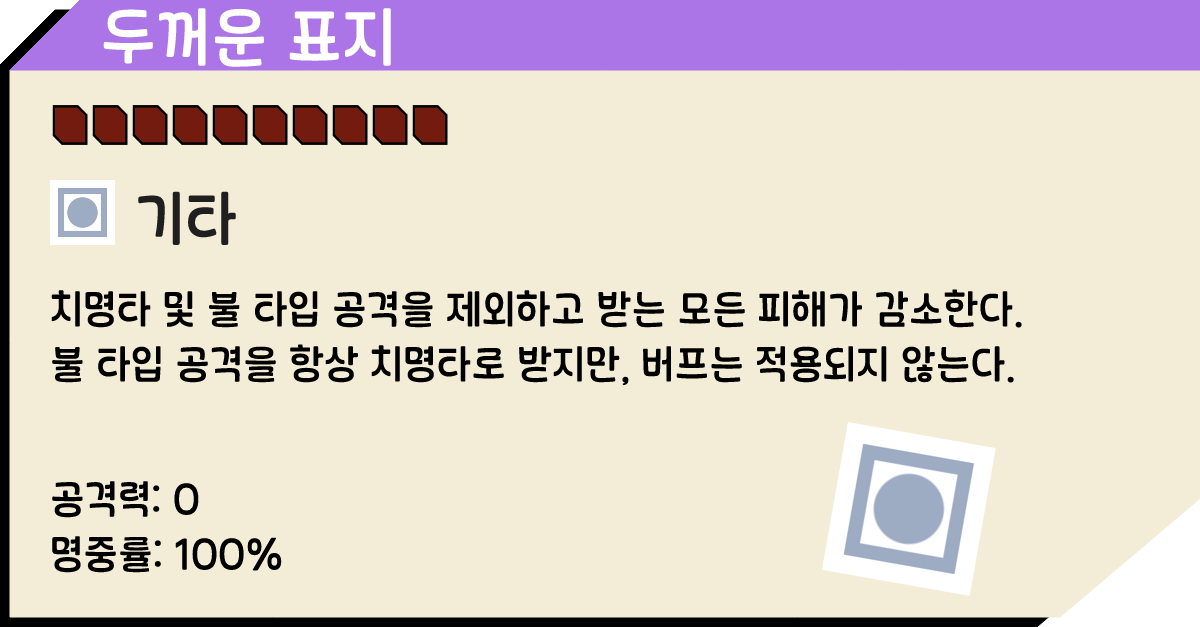 두꺼운 표지
기타
치명타 및 불 타입 공격을 제외하고 받는 모든 피해가 감소한다.
불 타입 공격을 항상 치명타로 받지만, 버프는 적용되지 않는다.
공격력: 0
명중률: 100%